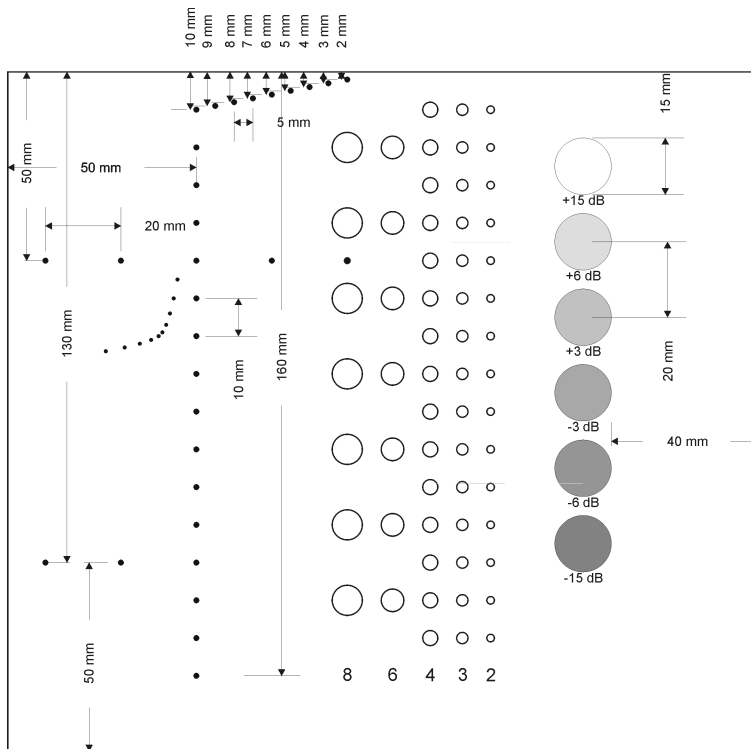 10 mm
9 mm
8 mm
7 mm
6 mm
5 mm
4 mm
3 mm
2 mm
5 mm
15 mm
50 mm
50 mm
+15 dB
20 mm
+6 dB
130 mm
160 mm
10 mm
+3 dB
20 mm
-3 dB
40 mm
-6 dB
-15 dB
50 mm
8 6 4 3 2